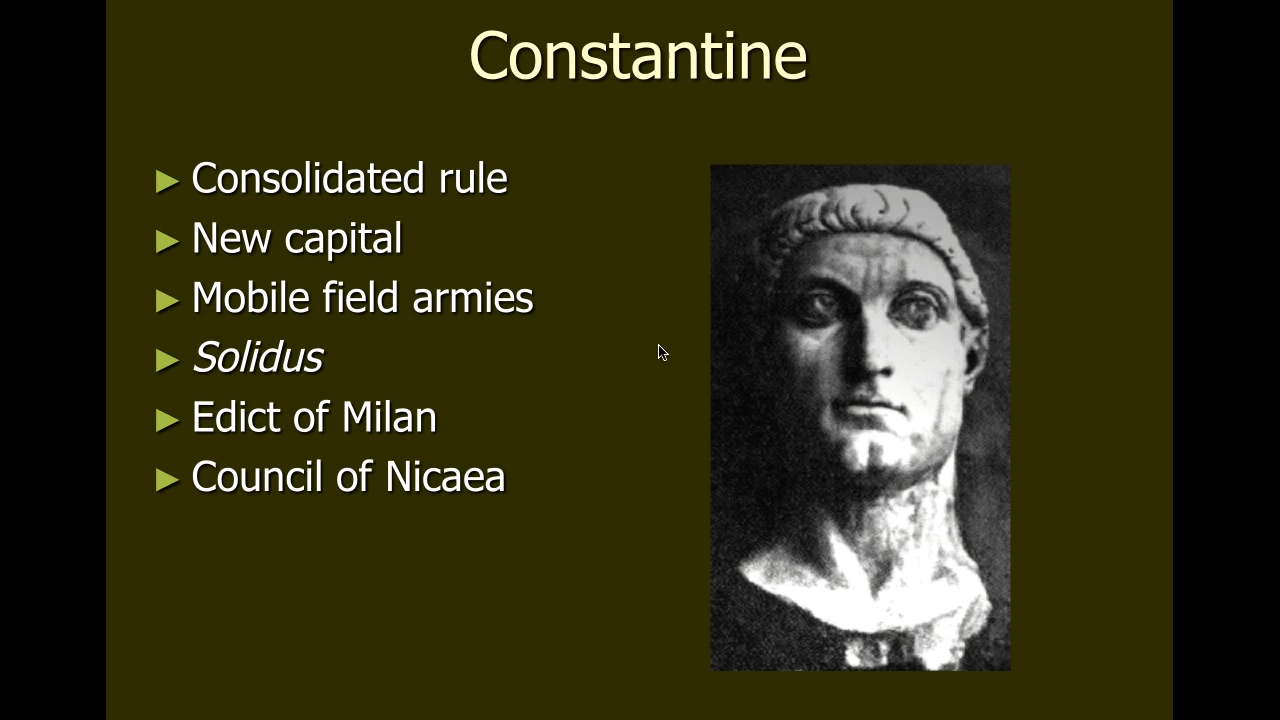 Constantine
Consolidated rule
New capital
Mobile field armies
Solidus
Edict of Milan
Council of Nicaea